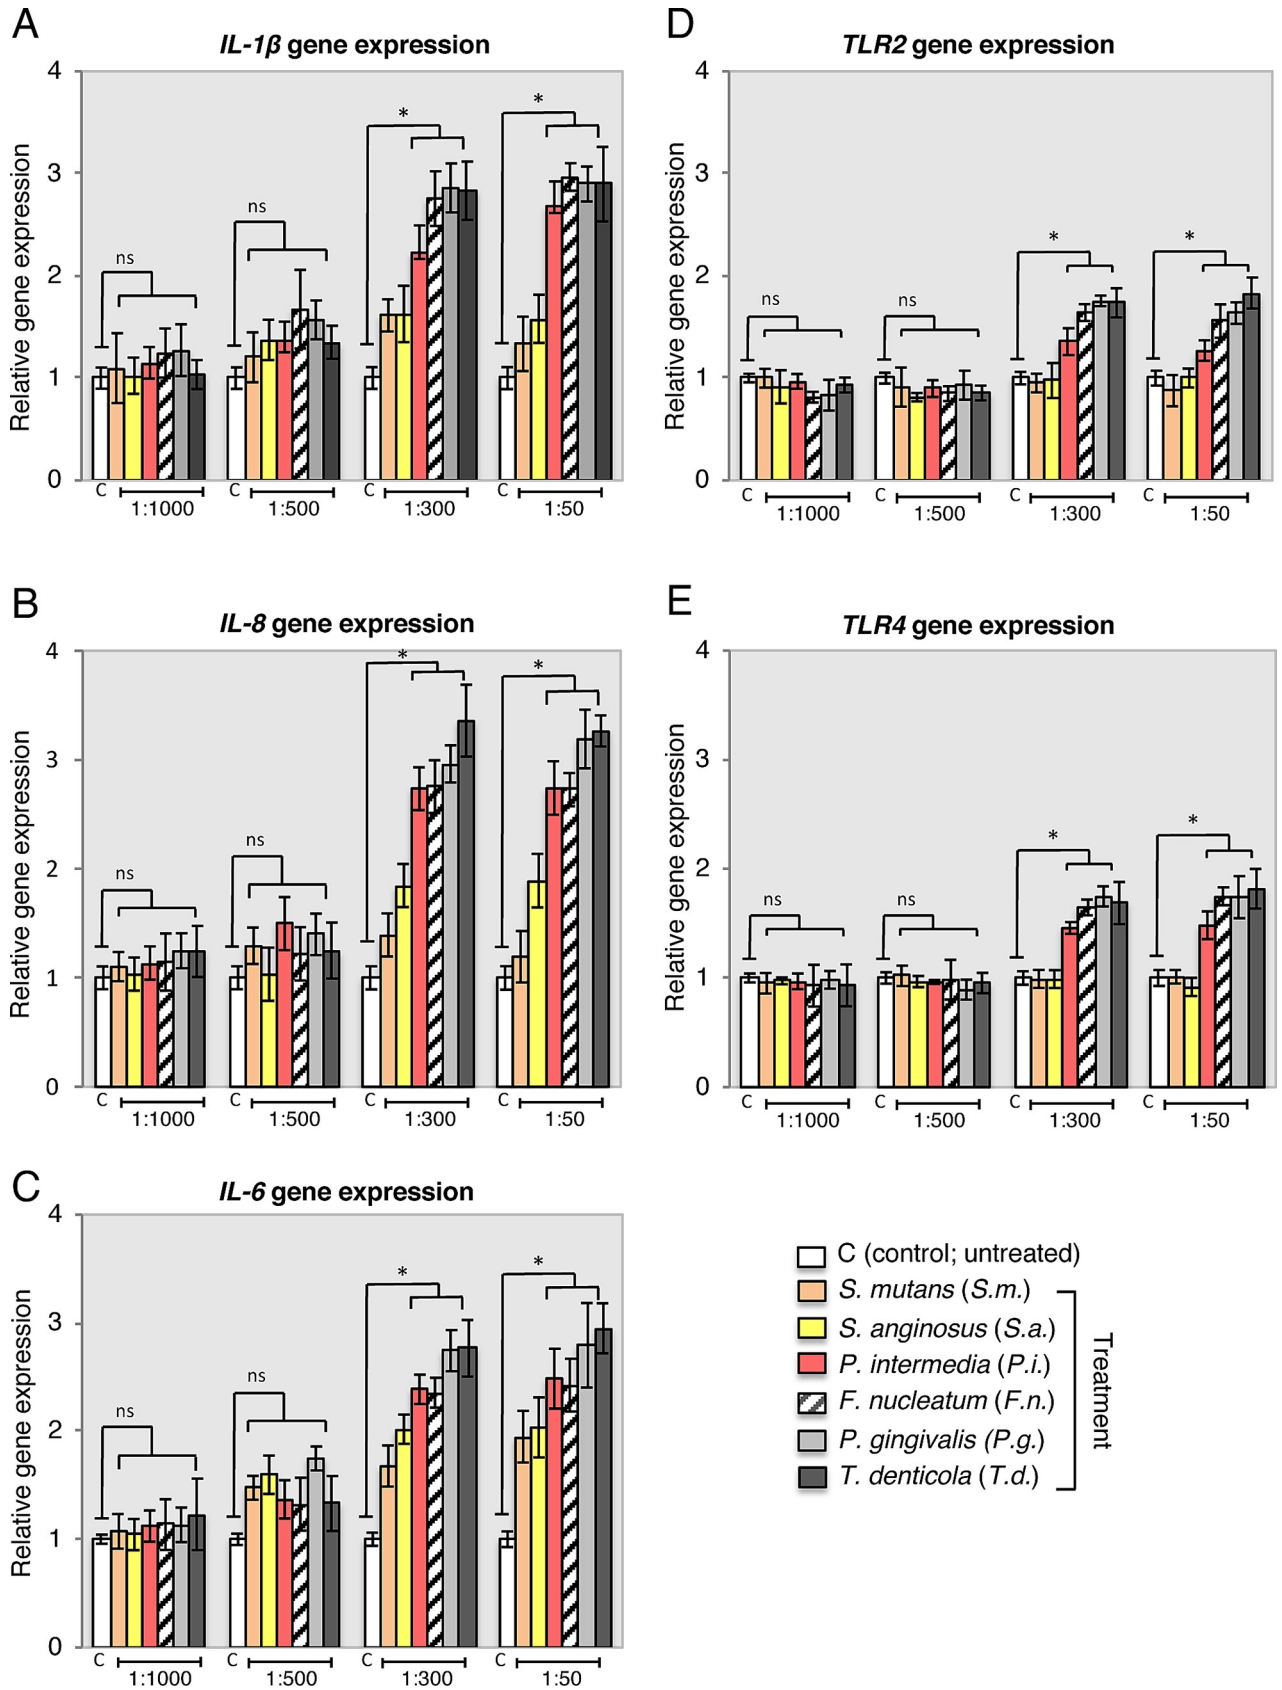 A
IL-1β gene expression
Relative gene expression
4
3
2
1
0
ns
ns
*
*
C
1:1000
C
1:500
C
1:300
C
1:50
D
TLR2 gene expression
Relative gene expression
4
3
2
1
0
ns
ns
*
*
C
1:1000
C
1:500
C
1:300
C
1:50
B
IL-8 gene expression
Relative gene expression
4
3
2
1
0
ns
ns
*
*
C
1:1000
C
1:500
C
1:300
C
1:50
E
TLR4 gene expression
Relative gene expression
4
3
2
1
0
ns
ns
*
*
C
1:1000
C
1:500
C
1:300
C
1:50
C
IL-6 gene expression
Relative gene expression
4
3
2
1
0
ns
ns
*
*
C
1:1000
C
1:500
C
1:300
C
1:50
C (control; untreated)
S. mutans (S.m.)
S. anginosus (S.a.)
P. intermedia (P.i.)
F. nucleatum (F.n.)
P. gingivalis (P.g.)
T. denticola (T.d.)
Treatment